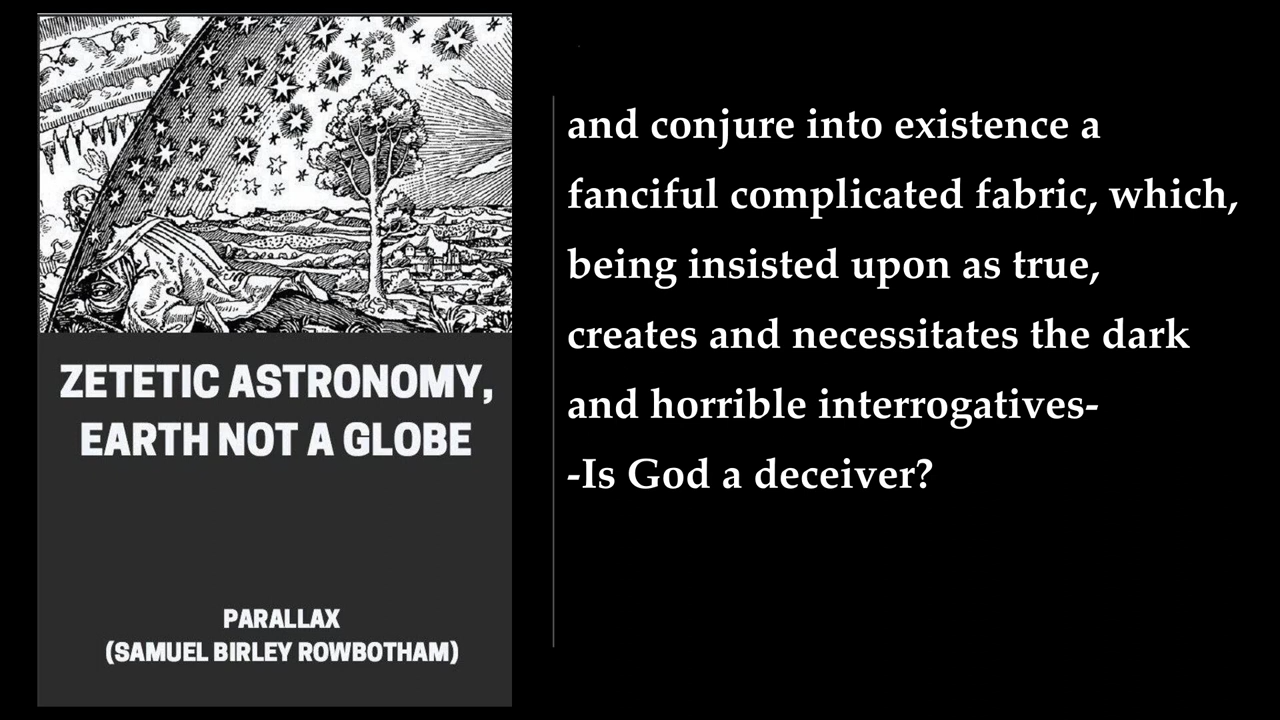 ZETETIC ASTRONOMY,
EARTH NOT A GLOBE
PARALLAX
(SAMUEL BIRLEY ROWBOTHAM)
and conjure into existence a
fanciful complicated fabric, which,
being insisted upon as true,
creates and necessitates the dark
and horrible interrogatives-
-Is God a deceiver?